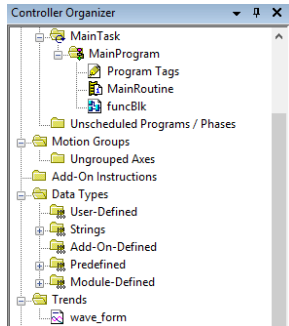 Controller Organizer
MainTask
MainProgram
Program Tags
MainRoutine
funcBlk
Unscheduled Programs / Phases
Motion Groups
Ungrouped Axes
Add-On Instructions
Data Types
User-Defined
Strings
Add-On-Defined
Predefined
Module-Defined
Trends
wave_form